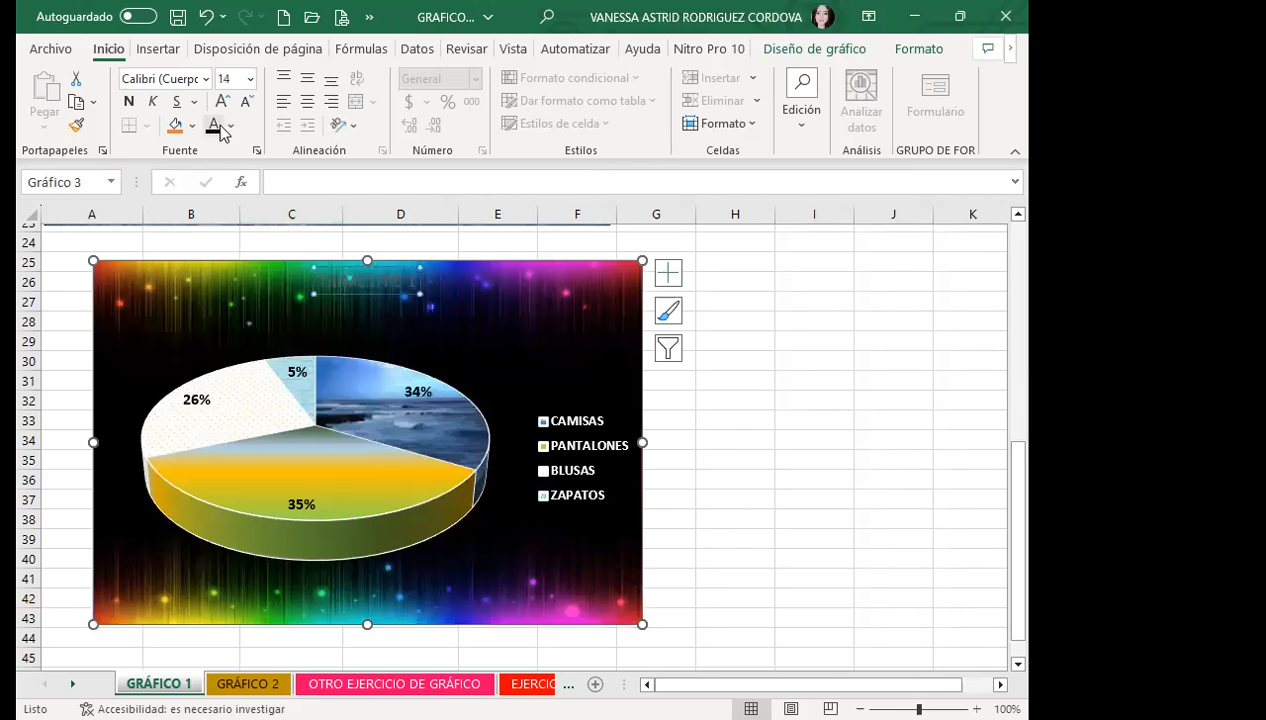 Autoguardado GRAFICO... VANESSA ASTRID RODRIGUEZ CORDOVA
Archivo Inicio Insertar Disposición de página Fórmulas Datos Revisar Vista Automatizar Ayuda Nitro Pro 10 Diseño de gráfico Formato
Pegar
Calibri (Cuerpo 14
N K S A A
A
General
$ % 000
Formato condicional
Dar formato como tabla
Estilos de celda
Insertar
Eliminar
Formato
Edición
Analizar
datos
Formulario
Portapapeles Fuente Alineación Número Estilos Celdas Análisis GRUPO DE FOR
Gráfico 3 fx
A B C D E F G H I J K
23
24
25
26
27
28
29
30
31
32
33
34
35
36
37
38
39
40
41
42
43
44
45
5%
34%
26%
35%
CAMISAS
PANTALONES
BLUSAS
ZAPATOS
GRÁFICO 1 GRÁFICO 2 OTRO EJERCICIO DE GRÁFICO EJERCIC ...
Listo Accesibilidad: es necesario investigar 100%